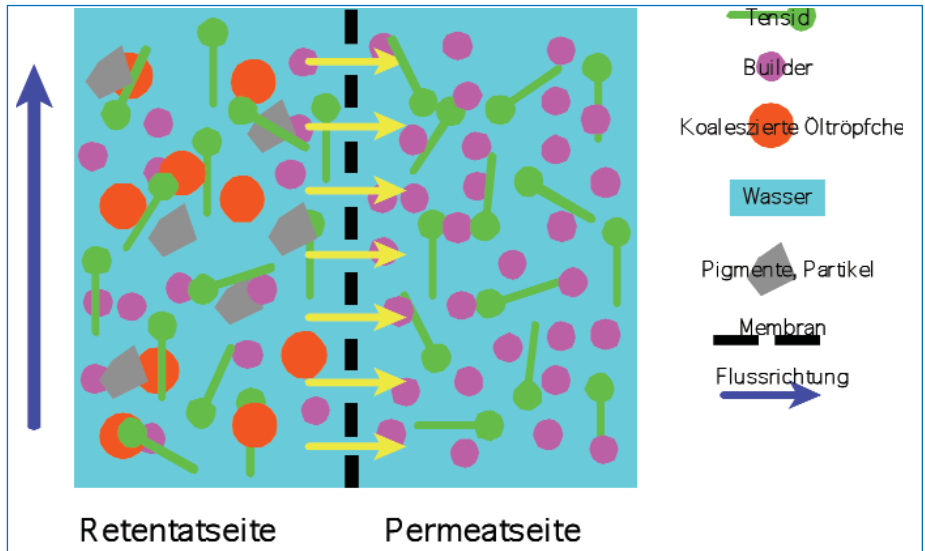 Tensid
Builder
Koaleszierte Öltröpfche
Wasser
Pigmente, Partikel
Membran
Flussrichtung
Retentatseite
Permeatseite